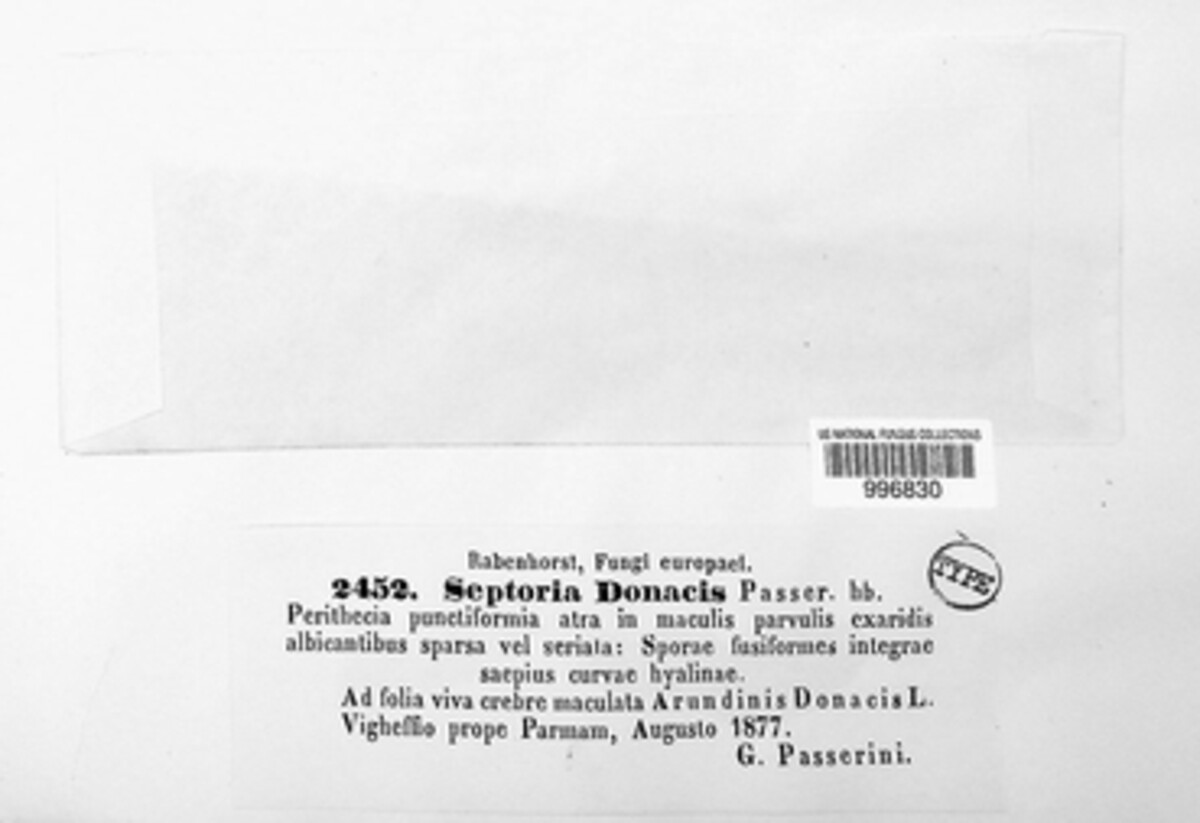 US NATIONAL FUNGUS COLLECTIONS
996830
TYPE
Rabenhorst, Fungi europaei.
2452. Septoria Donacis Passer. hb.
Perithecia punctiformia atra in maculis parvulis exaridis
albicantibus sparsa vel seriata: Sporae fusiformes integrae
saepius curvae hyalinae.
Ad folia viva crebre maculata Arundinis Donacis L.
Vigheffio prope Parmam, Augusto 1877.
G. Passerini.